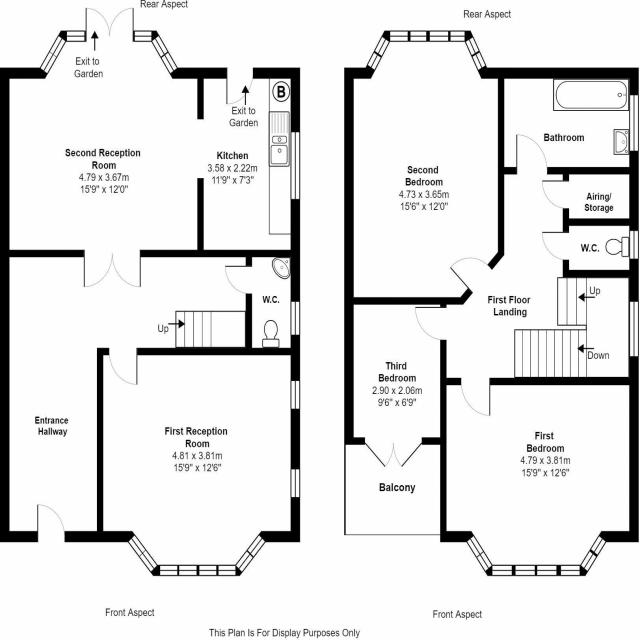 Rear Aspect
Exit to
Garden
B
Exit to
Garden
Second Reception
Room
4.79 x 3.67m
15'9" x 12'0"
Kitchen
3.58 x 2.22m
11'9" x 7'3"
W.C.
Up
Entrance
Hallway
First Reception
Room
4.81 x 3.81m
15'9" x 12'6"
Front Aspect
Rear Aspect
Bathroom
Second
Bedroom
4.73 x 3.65m
15'6" x 12'0"
Airing/
Storage
W.C.
Up
First Floor
Landing
Down
Third
Bedroom
2.90 x 2.06m
9'6" x 6'9"
First
Bedroom
4.79 x 3.81m
15'9" x 12'6"
Balcony
Front Aspect
This Plan Is For Display Purposes Only